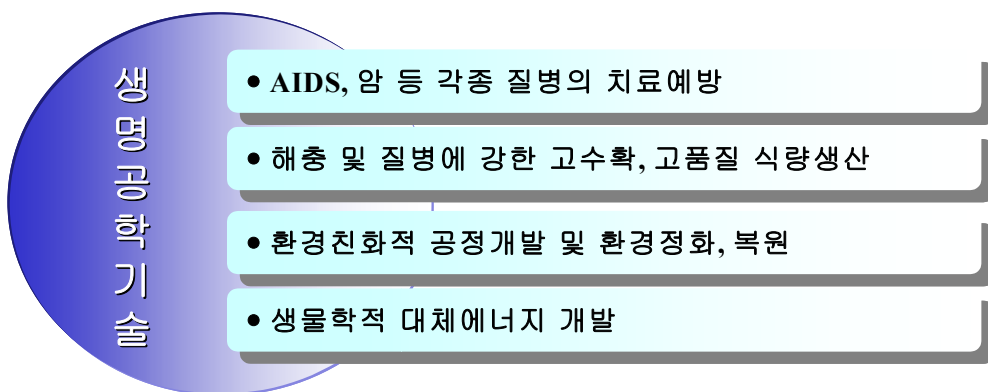 생명공학기술
• AIDS, 암 등 각종 질병의 치료예방
• 해충 및 질병에 강한 고수확, 고품질 식량생산
• 환경친화적 공정개발 및 환경정화, 복원
• 생물학적 대체에너지 개발